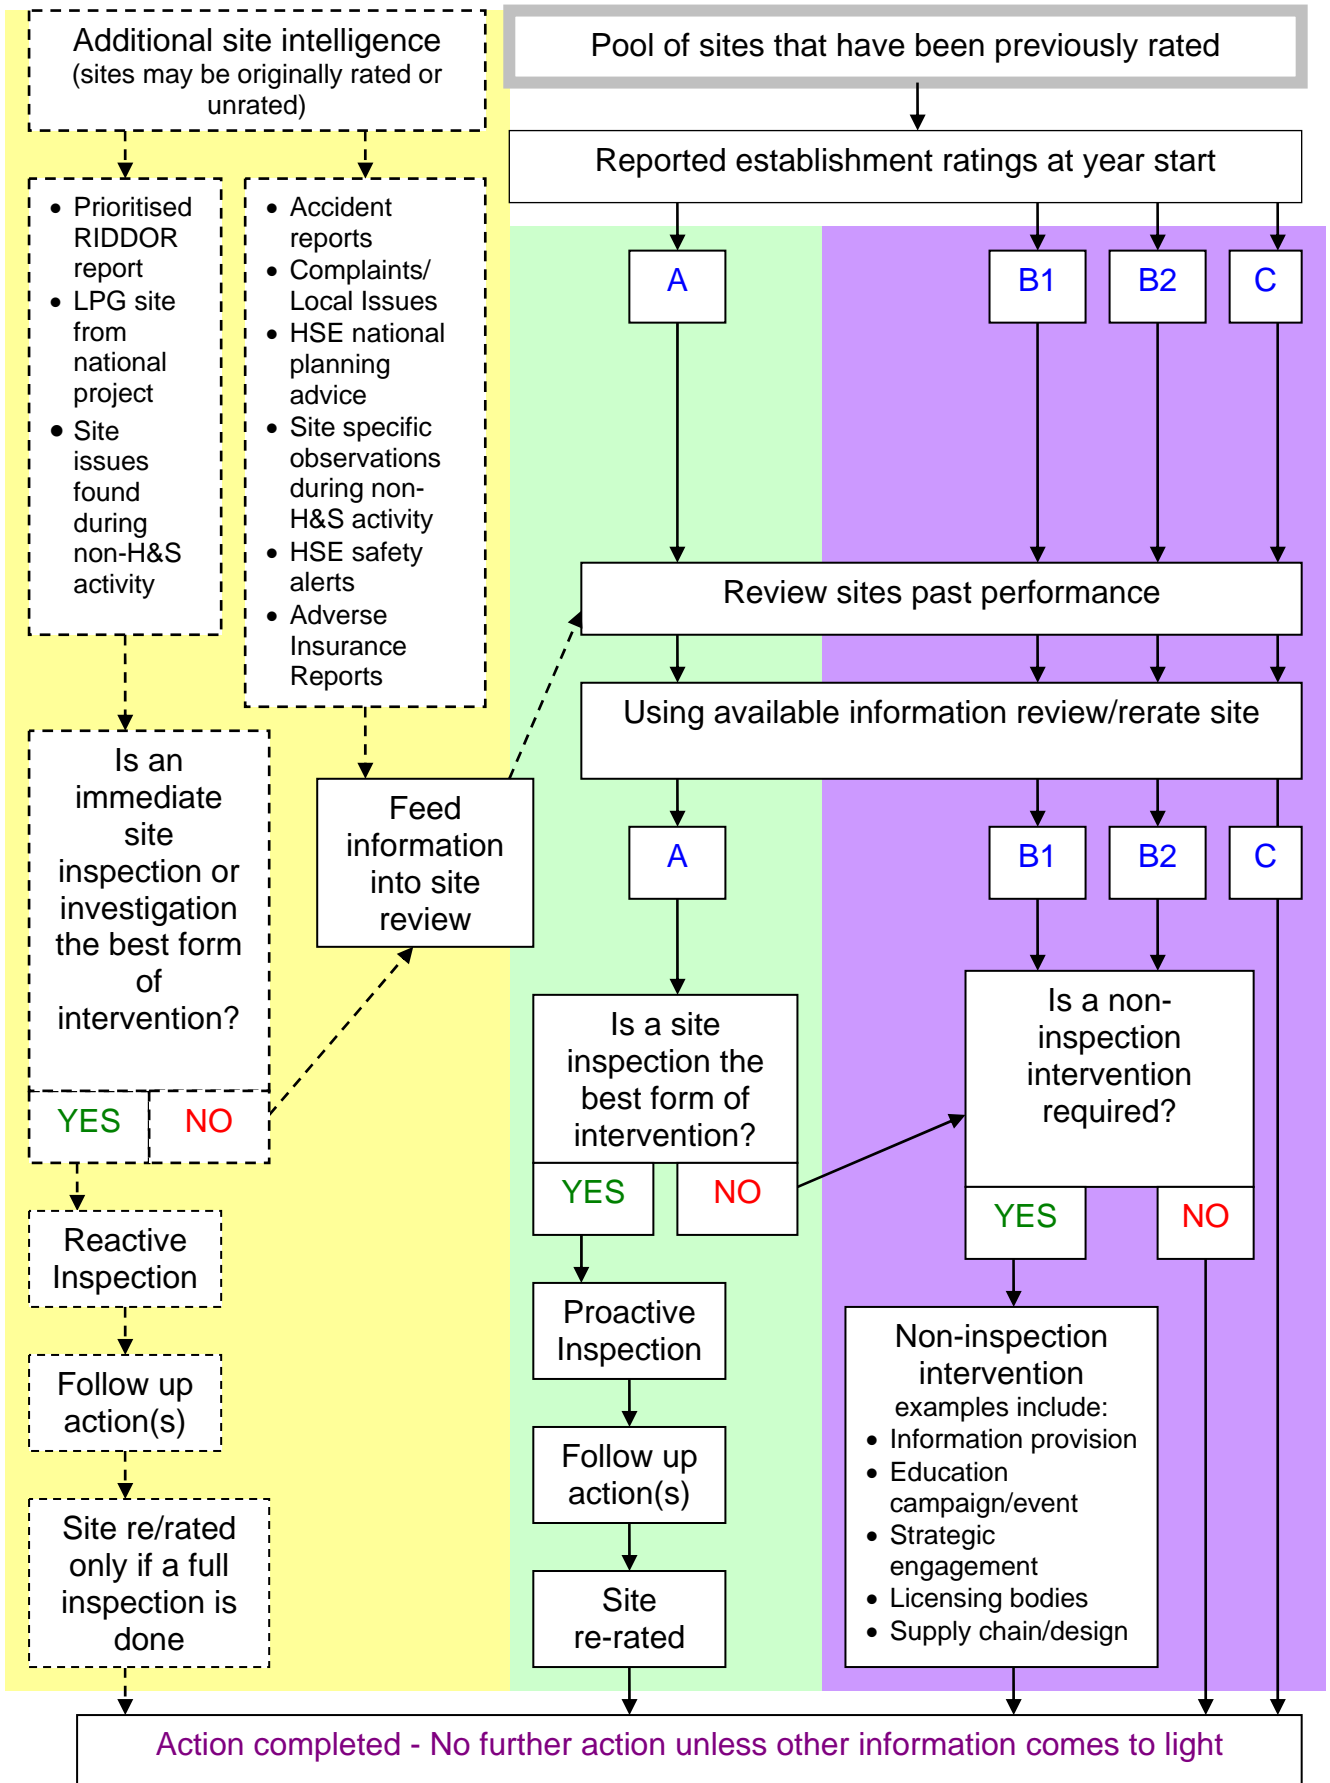 Additional site intelligence
(sites may be originally rated or
unrated)
Pool of sites that have been previously rated
Reported establishment ratings at year start
• Prioritised
RIDDOR
report
• LPG site
from
national
project
• Site
issues
found
during
non-H&S
activity
• Accident
reports
• Complaints/
Local Issues
• HSE national
planning
advice
• Site specific
observations
during non-
H&S activity
• HSE safety
alerts
• Adverse
Insurance
Reports
A
B1
B2
C
Review sites past performance
Using available information review/rerate site
Is an
immediate
site
inspection or
investigation
the best form
of
intervention?
YES
NO
Feed
information
into site
review
A
B1
B2
C
Is a site
inspection the
best form of
intervention?
YES
NO
Is a non-
inspection
intervention
required?
YES
NO
Reactive
Inspection
Follow up
action(s)
Site re/rated
only if a full
inspection is
done
Proactive
Inspection
Follow up
action(s)
Site
re-rated
Non-inspection
intervention
examples include:
• Information provision
• Education
campaign/event
• Strategic
engagement
• Licensing bodies
• Supply chain/design
Action completed - No further action unless other information comes to light